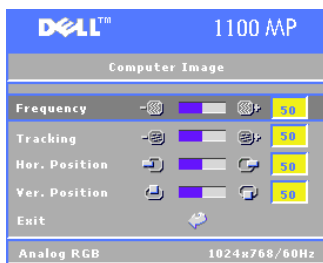 DELL™ 1100 MP
Computer Image
Frequency 50
Tracking 50
Hor. Position 50
Ver. Position 50
Exit
Analog RGB 1024x768/60Hz